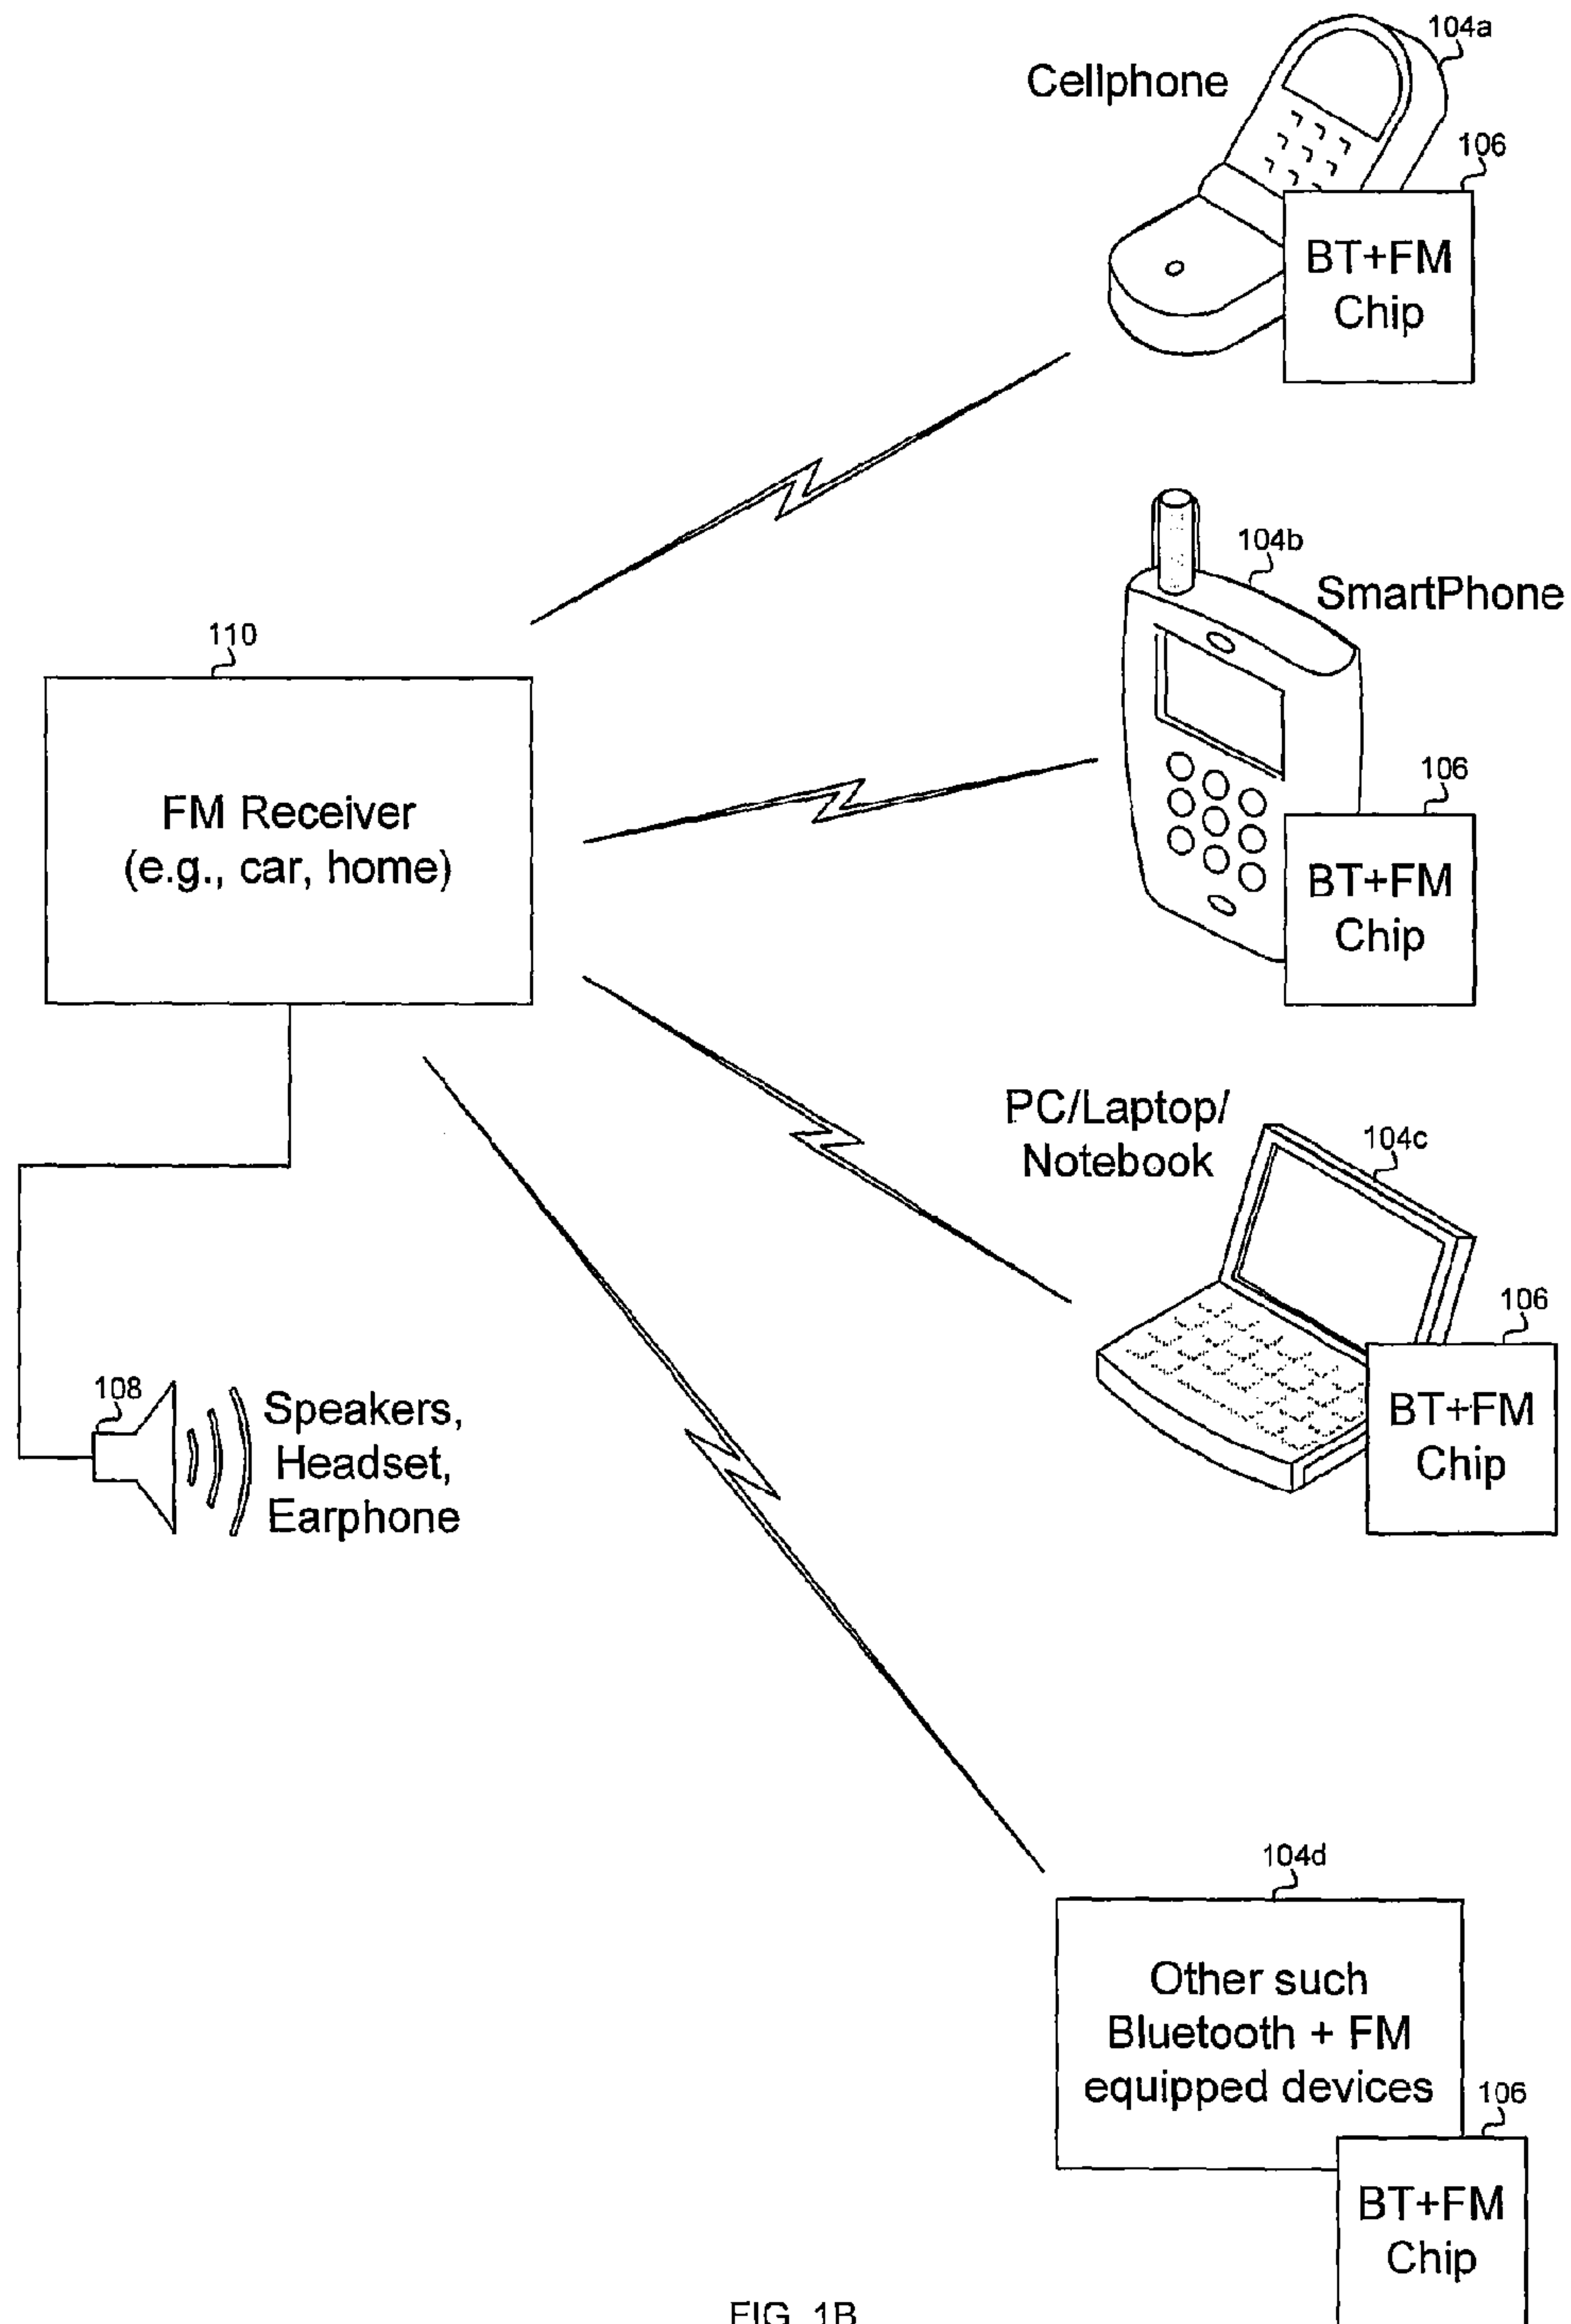 104a
Cellphone
106
BT+FM
Chip
104b
SmartPhone
110
106
FM Receiver
(e.g., car, home)
BT+FM
Chip
PC/Laptop/
Notebook
104c
106
108
Speakers,
Headset,
Earphone
BT+FM
Chip
104d
Other such
Bluetooth + FM
equipped devices
106
BT+FM
Chip
FIG. 1B